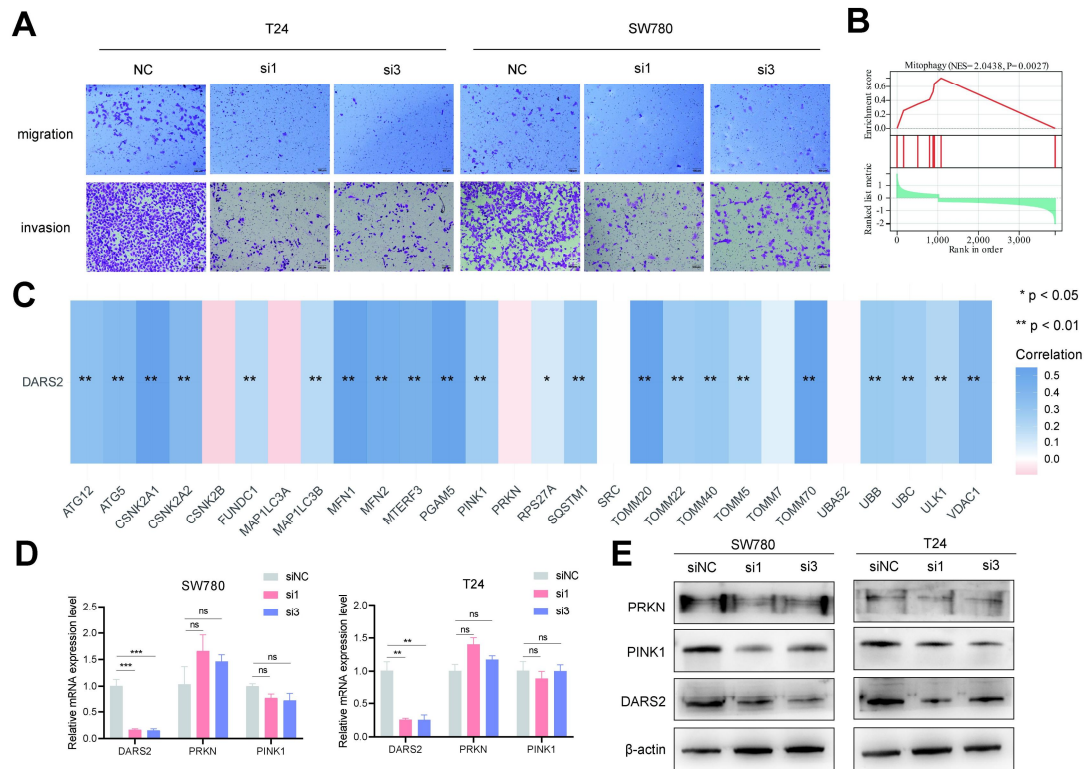 A
T24
SW780
NC si1 si3 NC si1 si3
migration
invasion
B
Mitophagy (NES=2.0438, P=0.0027)
Enrichment score
0.6
0.4
0.2
0.0
Ranked list metric
1
0
-1
-2
0 1,000 2,000 3,000
Rank in order
C
DARS2
** ** ** ** ** ** ** ** ** ** ** * ** ** ** ** ** ** ** ** ** **
ATG12 ATG5 CSNK2A1 CSNK2A2 CSNK2B FUNDC1 MAP1LC3A MAP1LC3B MFN1 MFN2 MTERF3 PGAM5 PINK1 PRKN RPS27A SQSTM1 SRC TOMM20 TOMM22 TOMM40 TOMM5 TOMM7 TOMM70 UBA52 UBB UBC ULK1 VDAC1
* p < 0.05
** p < 0.01
Correlation
0.5
0.4
0.3
0.2
0.1
0.0
D
SW780
siNC
si1
si3
Relative mRNA expression level
2.5
2.0
1.5
1.0
0.5
0.0
***
***
ns
ns
ns
ns
DARS2 PRKN PINK1
T24
siNC
si1
si3
Relative mRNA expression level
2.0
1.5
1.0
0.5
0.0
**
**
ns
ns
ns
ns
DARS2 PRKN PINK1
E
SW780 T24
siNC si1 si3 siNC si1 si3
PRKN
PINK1
DARS2
β-actin